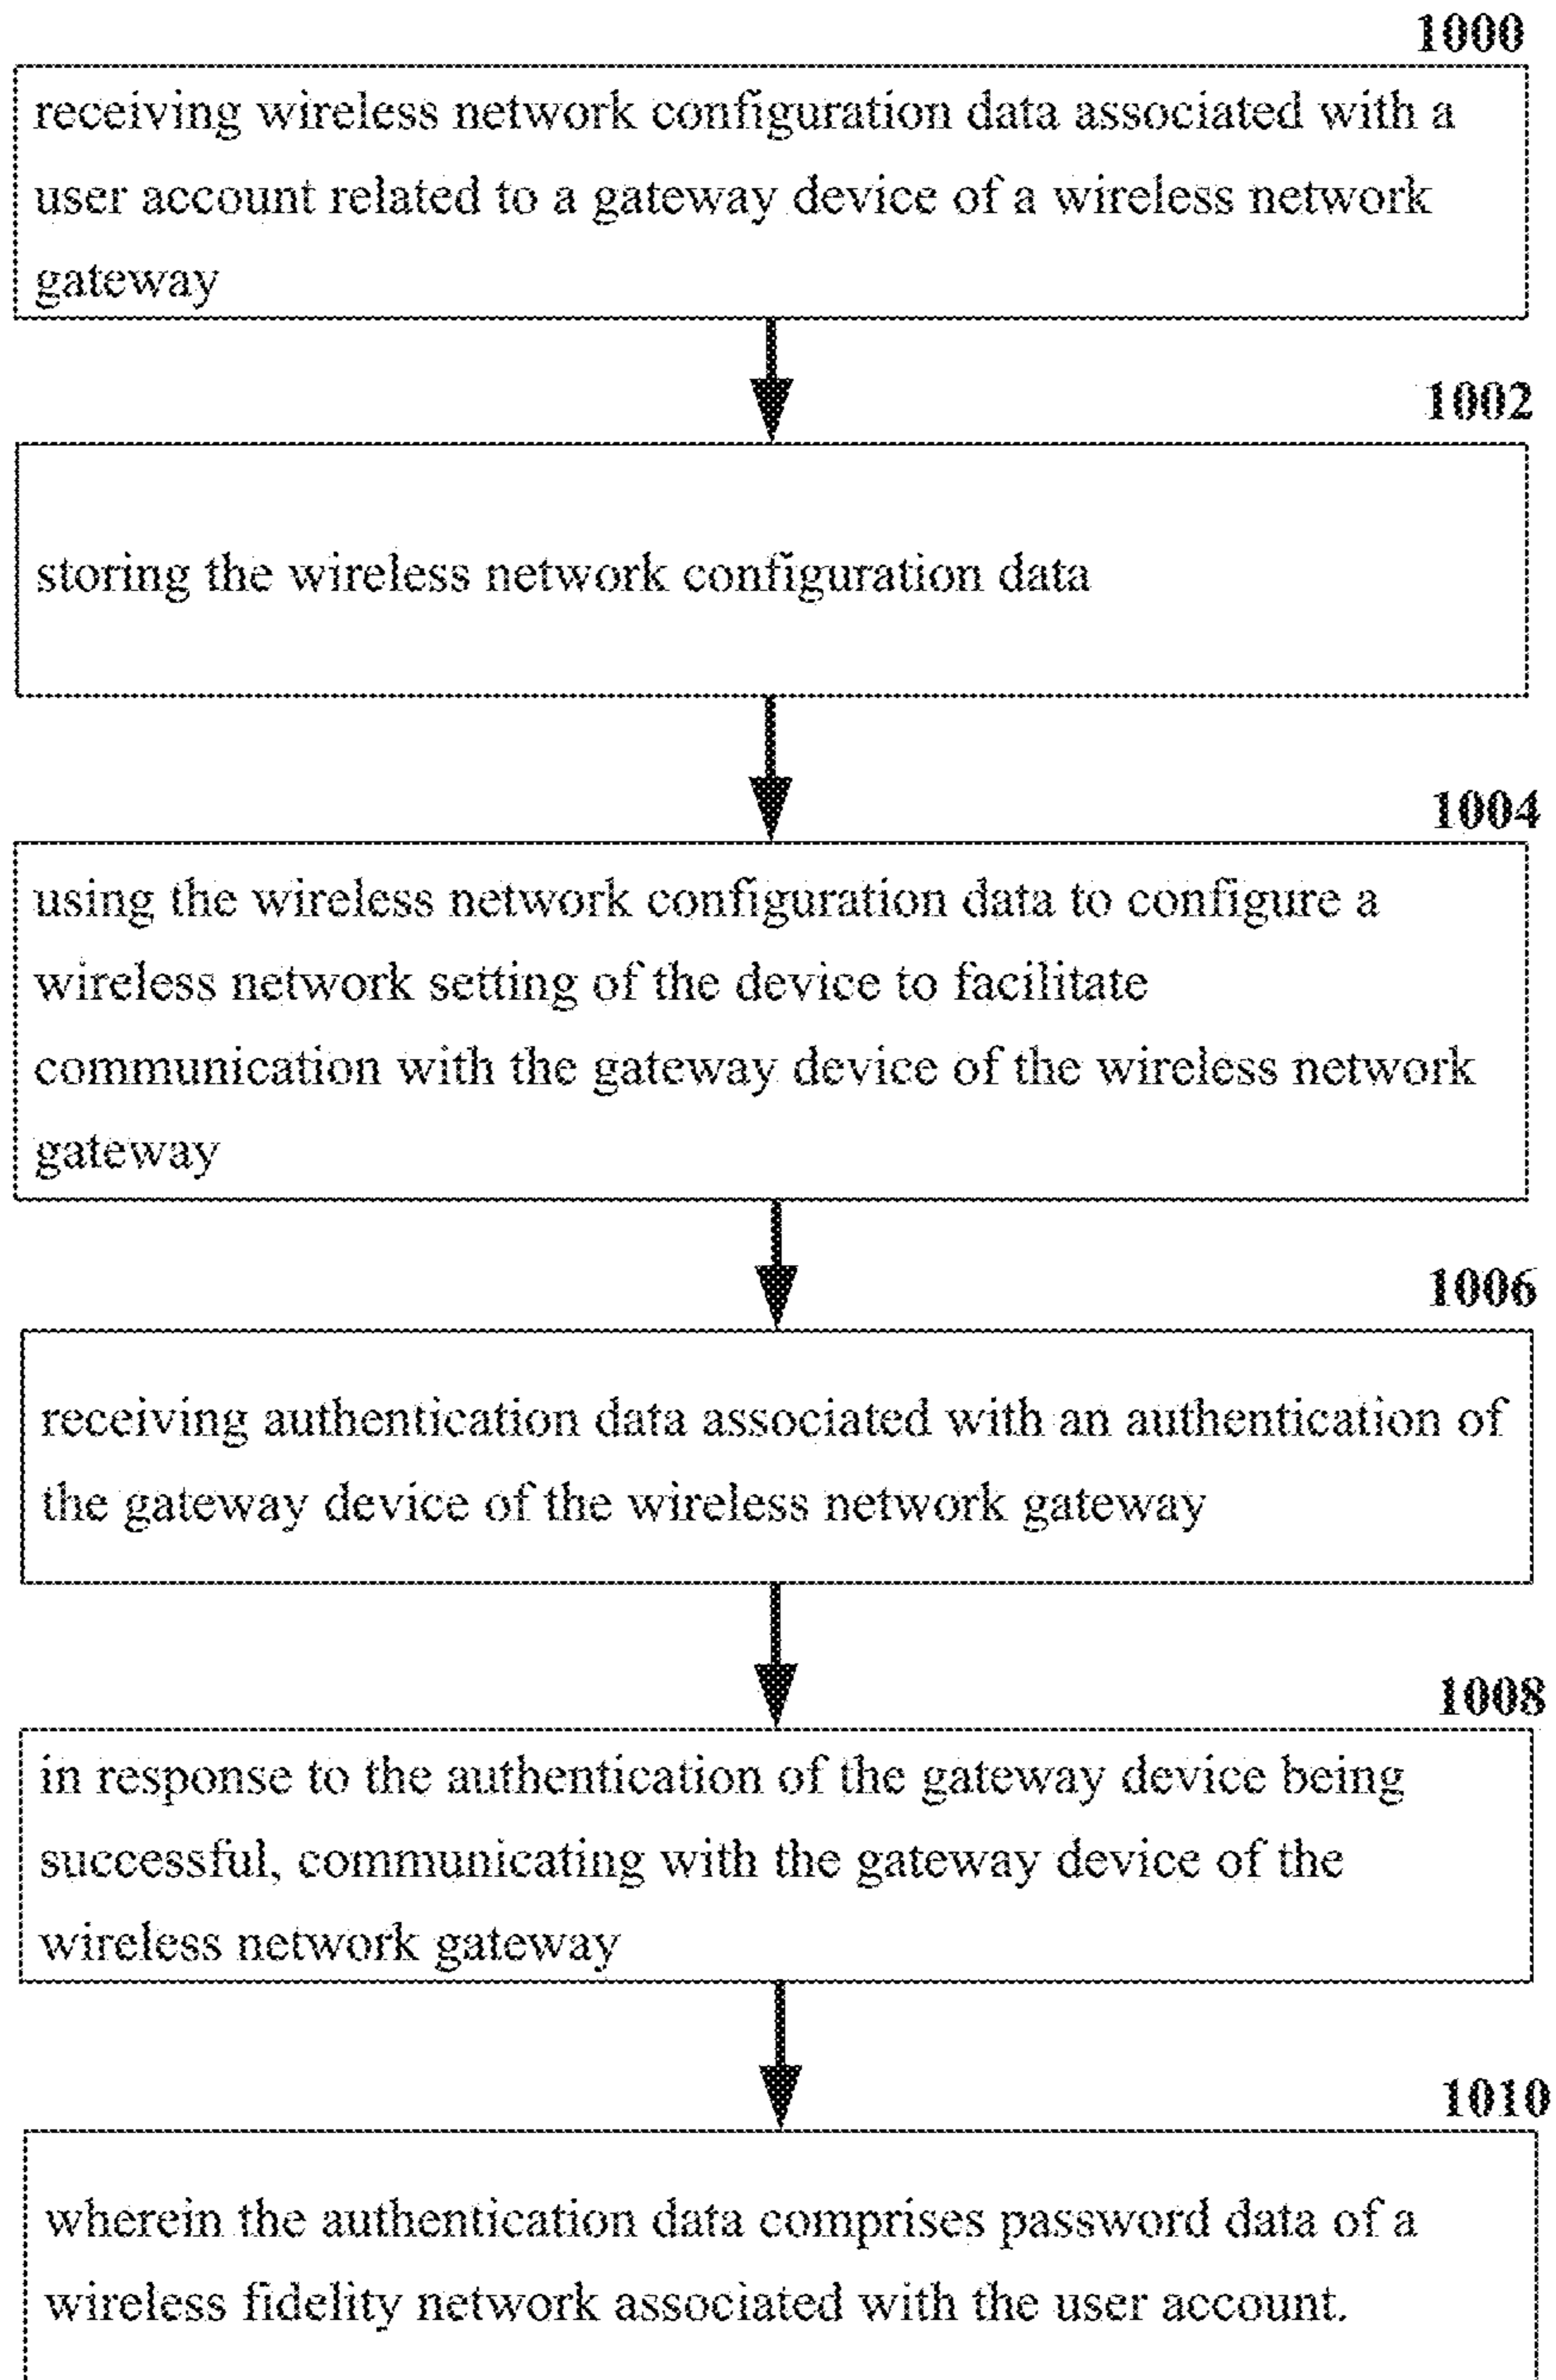 1000
receiving wireless network configuration data associated with a
user account related to a gateway device of a wireless network
gateway
1002
storing the wireless network configuration data
1004
using the wireless network configuration data to configure a
wireless network setting of the device to facilitate
communication with the gateway device of the wireless network
gateway
1006
receiving authentication data associated with an authentication of
the gateway device of the wireless network gateway
1008
in response to the authentication of the gateway device being
successful, communicating with the gateway device of the
wireless network gateway
1010
wherein the authentication data comprises password data of a
wireless fidelity network associated with the user account.